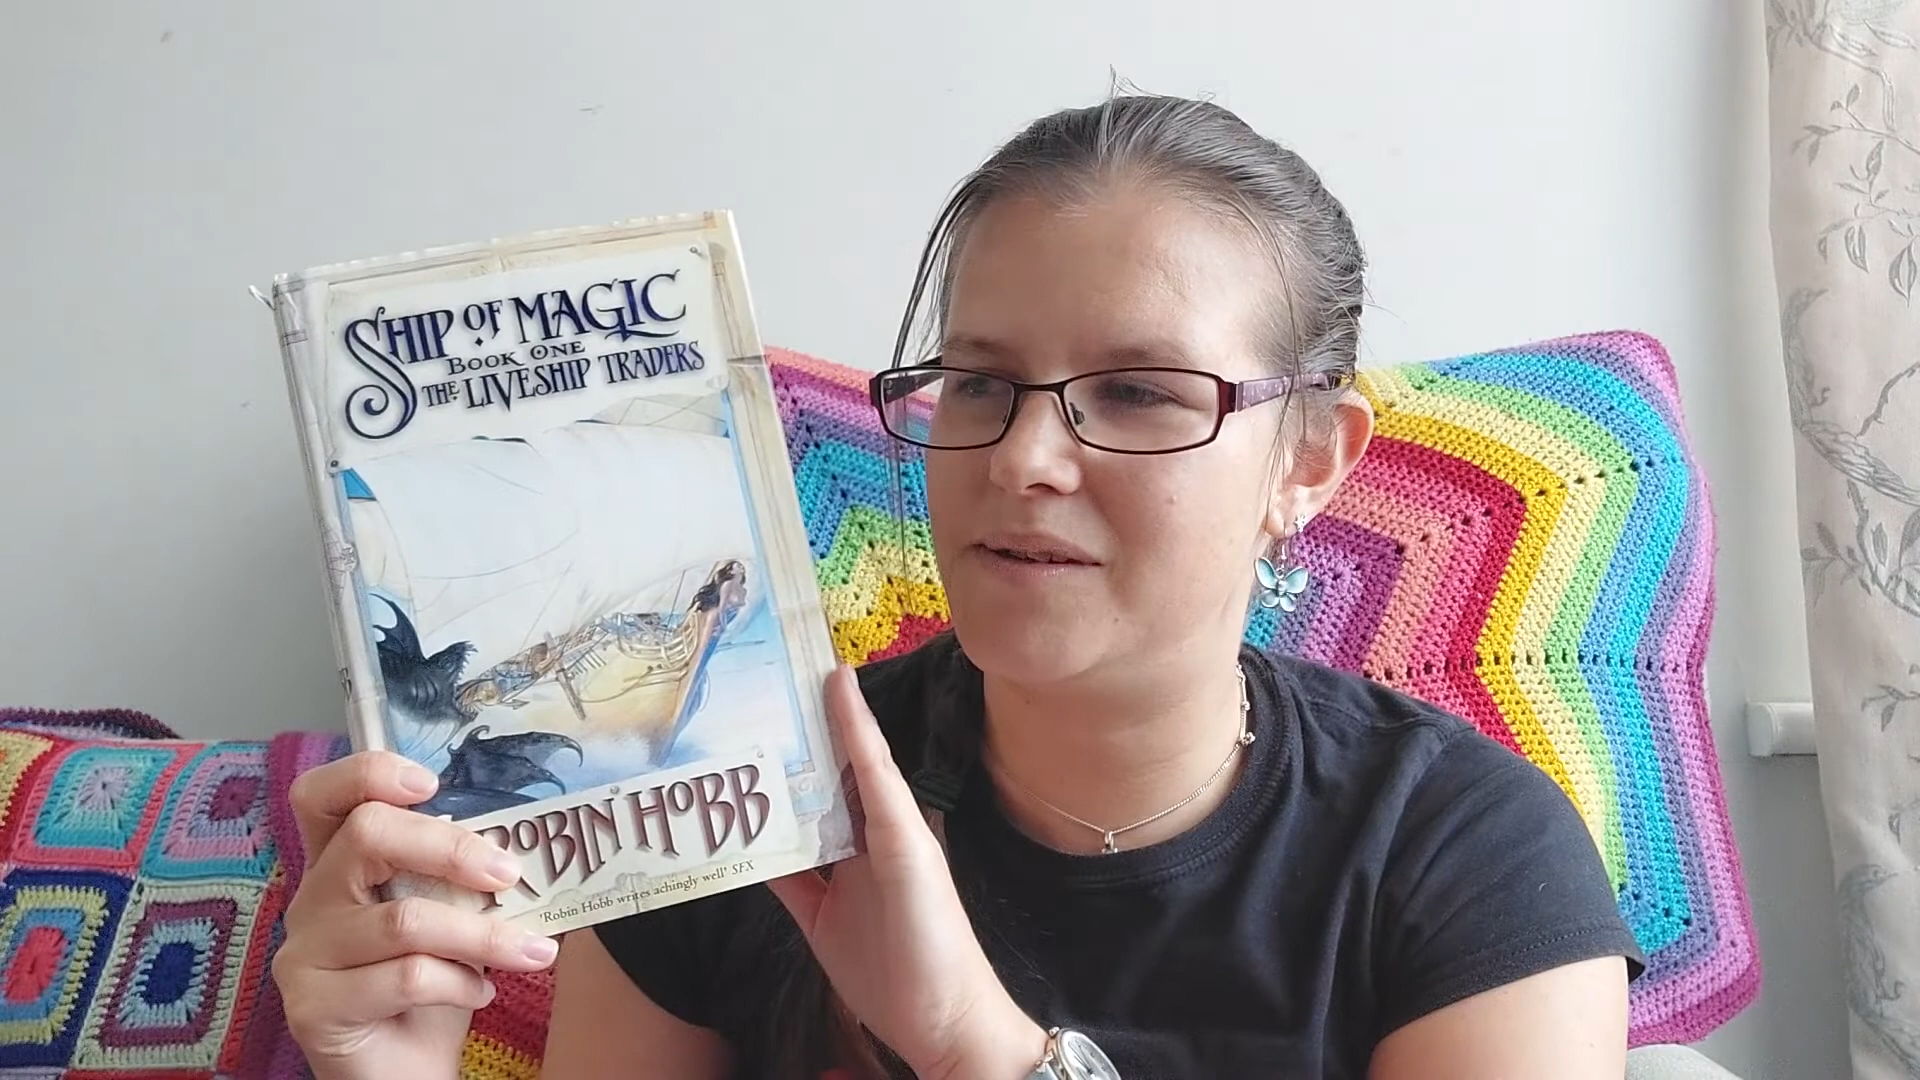 SHIP OF MAGIC
BOOK ONE
THE LIVESHIP TRADERS
ROBIN HOBB
'Robin Hobb writes achingly well' SFX